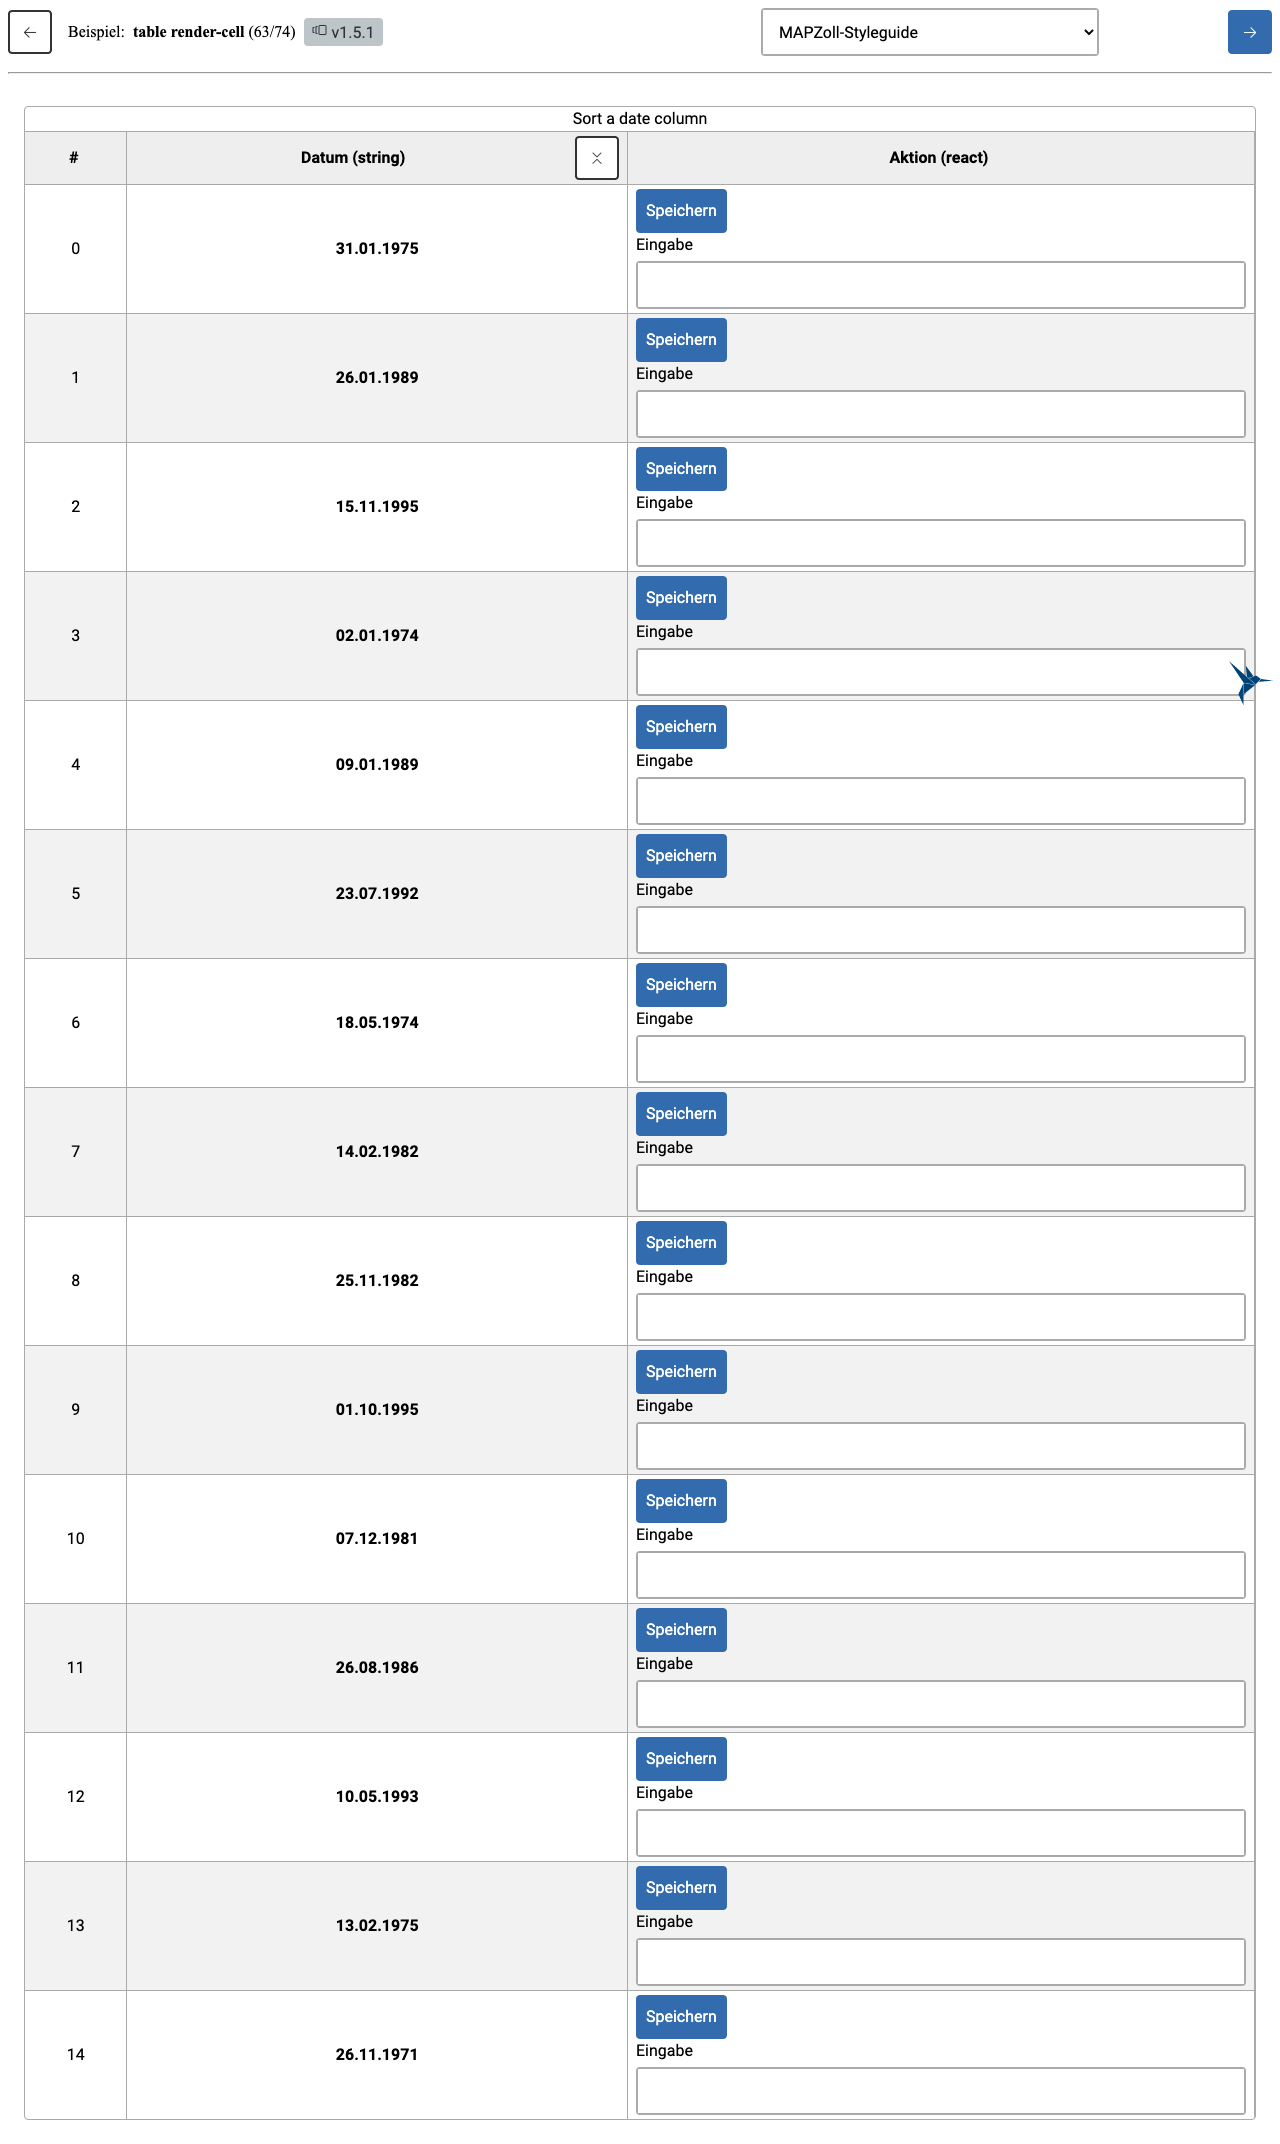 Beispiel: table render-cell (63/74) v1.5.1 MAPZoll-Styleguide
Sort a date column
# Datum (string) Aktion (react)
Speichern
0 31.01.1975 Eingabe
Speichern
1 26.01.1989 Eingabe
Speichern
2 15.11.1995 Eingabe
Speichern
3 02.01.1974 Eingabe
Speichern
4 09.01.1989 Eingabe
Speichern
5 23.07.1992 Eingabe
Speichern
6 18.05.1974 Eingabe
Speichern
7 14.02.1982 Eingabe
Speichern
8 25.11.1982 Eingabe
Speichern
9 01.10.1995 Eingabe
Speichern
10 07.12.1981 Eingabe
Speichern
11 26.08.1986 Eingabe
Speichern
12 10.05.1993 Eingabe
Speichern
13 13.02.1975 Eingabe
Speichern
14 26.11.1971 Eingabe